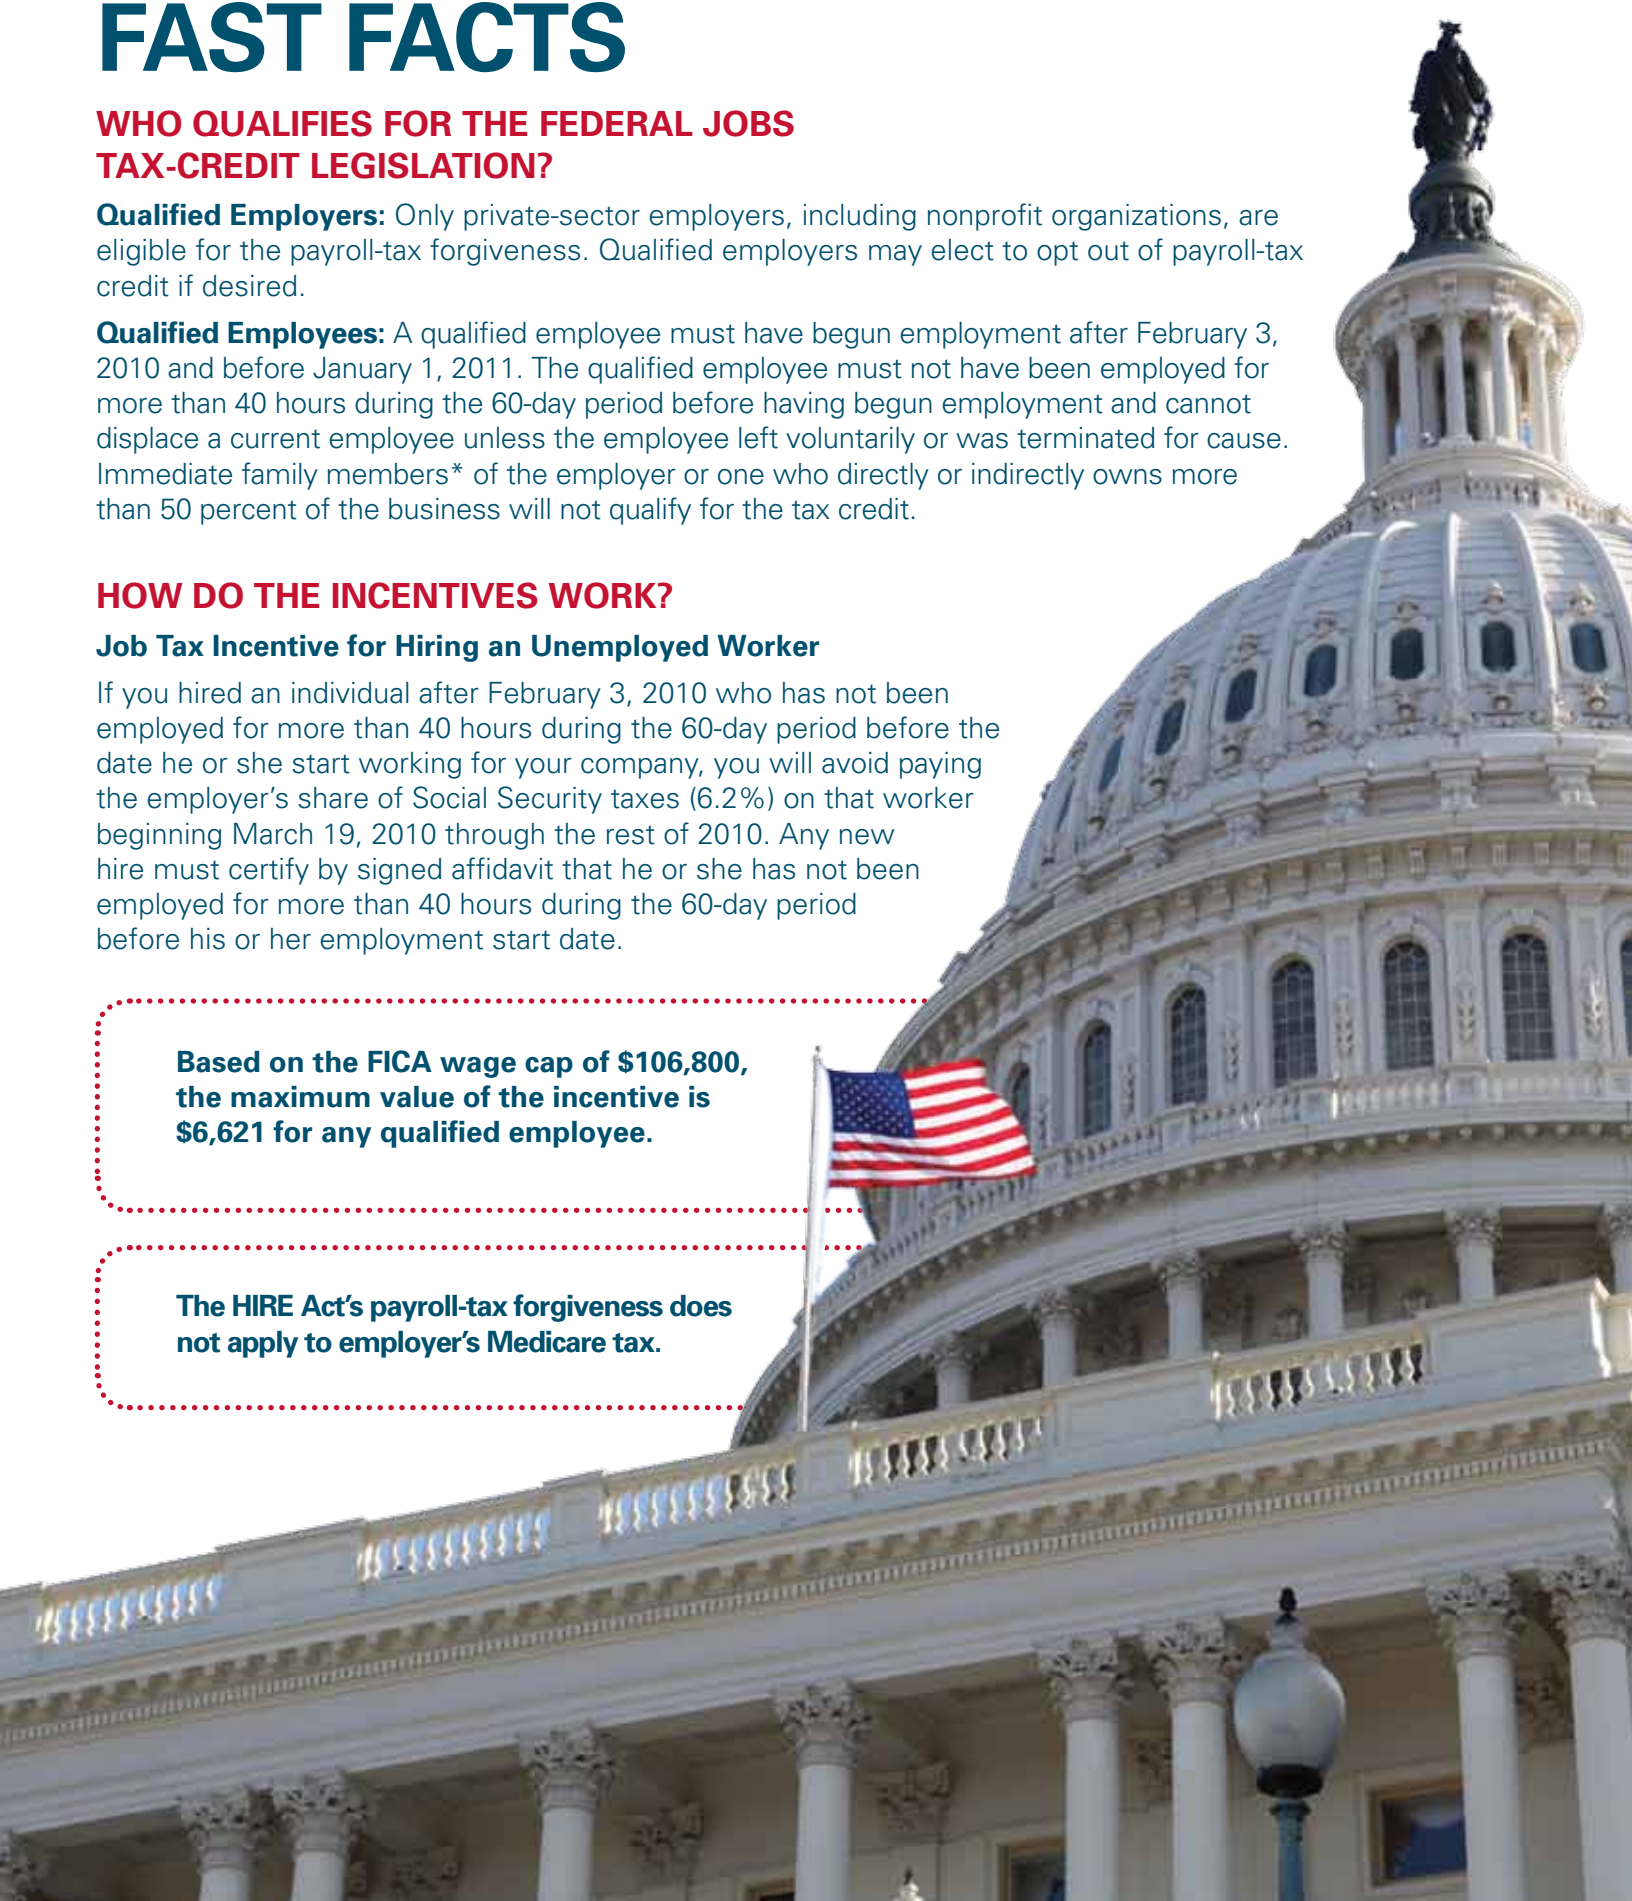 FAST FACTS
WHO QUALIFIES FOR THE FEDERAL JOBS
TAX-CREDIT LEGISLATION?
Qualified Employers: Only private-sector employers, including nonprofit organizations, are
eligible for the payroll-tax forgiveness. Qualified employers may elect to opt out of payroll-tax
credit if desired.
Qualified Employees: A qualified employee must have begun employment after February 3,
2010 and before January 1, 2011. The qualified employee must not have been employed for
more than 40 hours during the 60-day period before having begun employment and cannot
displace a current employee unless the employee left voluntarily or was terminated for cause.
Immediate family members* of the employer or one who directly or indirectly owns more
than 50 percent of the business will not qualify for the tax credit.
HOW DO THE INCENTIVES WORK?
Job Tax Incentive for Hiring an Unemployed Worker
If you hired an individual after February 3, 2010 who has not been
employed for more than 40 hours during the 60-day period before the
date he or she start working for your company, you will avoid paying
the employer’s share of Social Security taxes (6.2%) on that worker
beginning March 19, 2010 through the rest of 2010. Any new
hire must certify by signed affidavit that he or she has not been
employed for more than 40 hours during the 60-day period
before his or her employment start date.
Based on the FICA wage cap of $106,800,
the maximum value of the incentive is
$6,621 for any qualified employee.
The HIRE Act’s payroll-tax forgiveness does
not apply to employer’s Medicare tax.